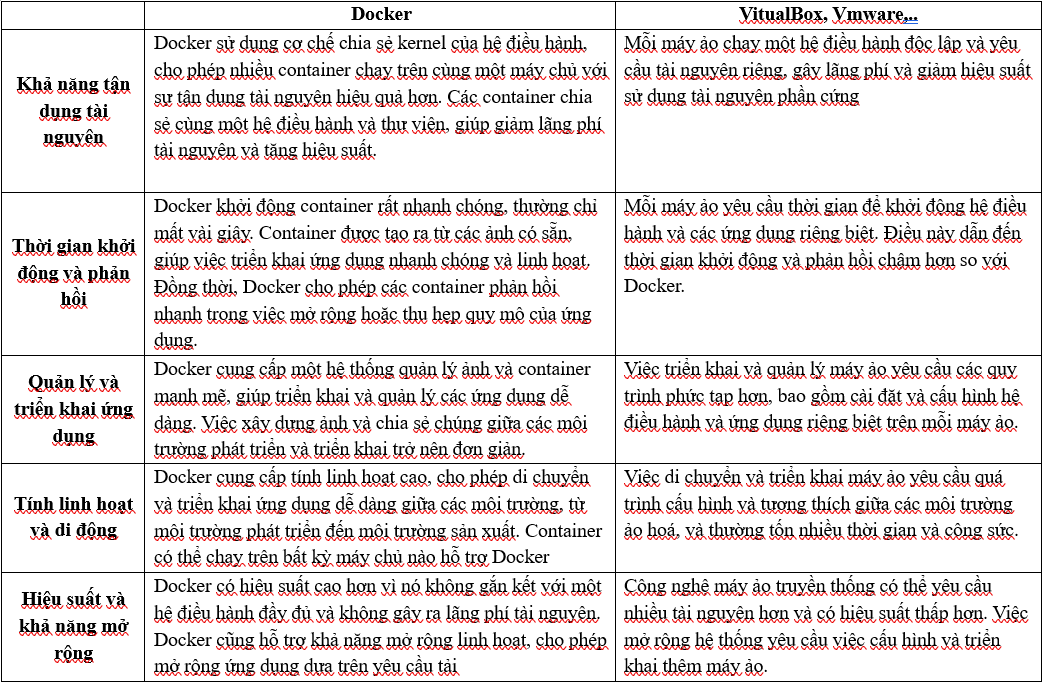 Docker
VitualBox, Vmware,..
Khả năng tận
dụng tài
nguyên
Docker sử dụng cơ chế chia sẻ kernel của hệ điều hành,
cho phép nhiều container chạy trên cùng một máy chủ với
sự tận dụng tài nguyên hiệu quả hơn. Các container chia
sẻ cùng một hệ điều hành và thư viện, giúp giảm lãng phí
tài nguyên và tăng hiệu suất.
Mỗi máy ảo chạy một hệ điều hành độc lập và yêu
cầu tài nguyên riêng, gây lãng phí và giảm hiệu suất
sử dụng tài nguyên phần cứng
Thời gian khởi
động và phản
hồi
Docker khởi động container rất nhanh chóng, thường chỉ
mất vài giây. Container được tạo ra từ các ảnh có sẵn,
giúp việc triển khai ứng dụng nhanh chóng và linh hoạt.
Đồng thời, Docker cho phép các container phản hồi
nhanh trong việc mở rộng hoặc thu hẹp quy mô của ứng
dụng.
Mỗi máy ảo yêu cầu thời gian để khởi động hệ điều
hành và các ứng dụng riêng biệt. Điều này dẫn đến
thời gian khởi động và phản hồi chậm hơn so với
Docker.
Quản lý và
triển khai ứng
dụng
Docker cung cấp một hệ thống quản lý ảnh và container
mạnh mẽ, giúp triển khai và quản lý các ứng dụng dễ
dàng. Việc xây dựng ảnh và chia sẻ chúng giữa các môi
trường phát triển và triển khai trở nên đơn giản.
Việc triển khai và quản lý máy ảo yêu cầu các quy
trình phức tạp hơn, bao gồm cài đặt và cấu hình hệ
điều hành và ứng dụng riêng biệt trên mỗi máy ảo.
Tính linh hoạt
và di động
Docker cung cấp tính linh hoạt cao, cho phép di chuyển
và triển khai ứng dụng dễ dàng giữa các môi trường, từ
môi trường phát triển đến môi trường sản xuất. Container
có thể chạy trên bất kỳ máy chủ nào hỗ trợ Docker
Việc di chuyển và triển khai máy ảo yêu cầu quá
trình cấu hình và tương thích giữa các môi trường
ảo hoá, và thường tốn nhiều thời gian và công sức.
Hiệu suất và
khả năng mở
rộng
Docker có hiệu suất cao hơn vì nó không gắn kết với một
hệ điều hành đầy đủ và không gây ra lãng phí tài nguyên.
Docker cũng hỗ trợ khả năng mở rộng linh hoạt, cho phép
mở rộng ứng dụng dựa trên yêu cầu tải
Công nghệ máy ảo truyền thống có thể yêu cầu
nhiều tài nguyên hơn và có hiệu suất thấp hơn. Việc
mở rộng hệ thống yêu cầu việc cấu hình và triển
khai thêm máy ảo.